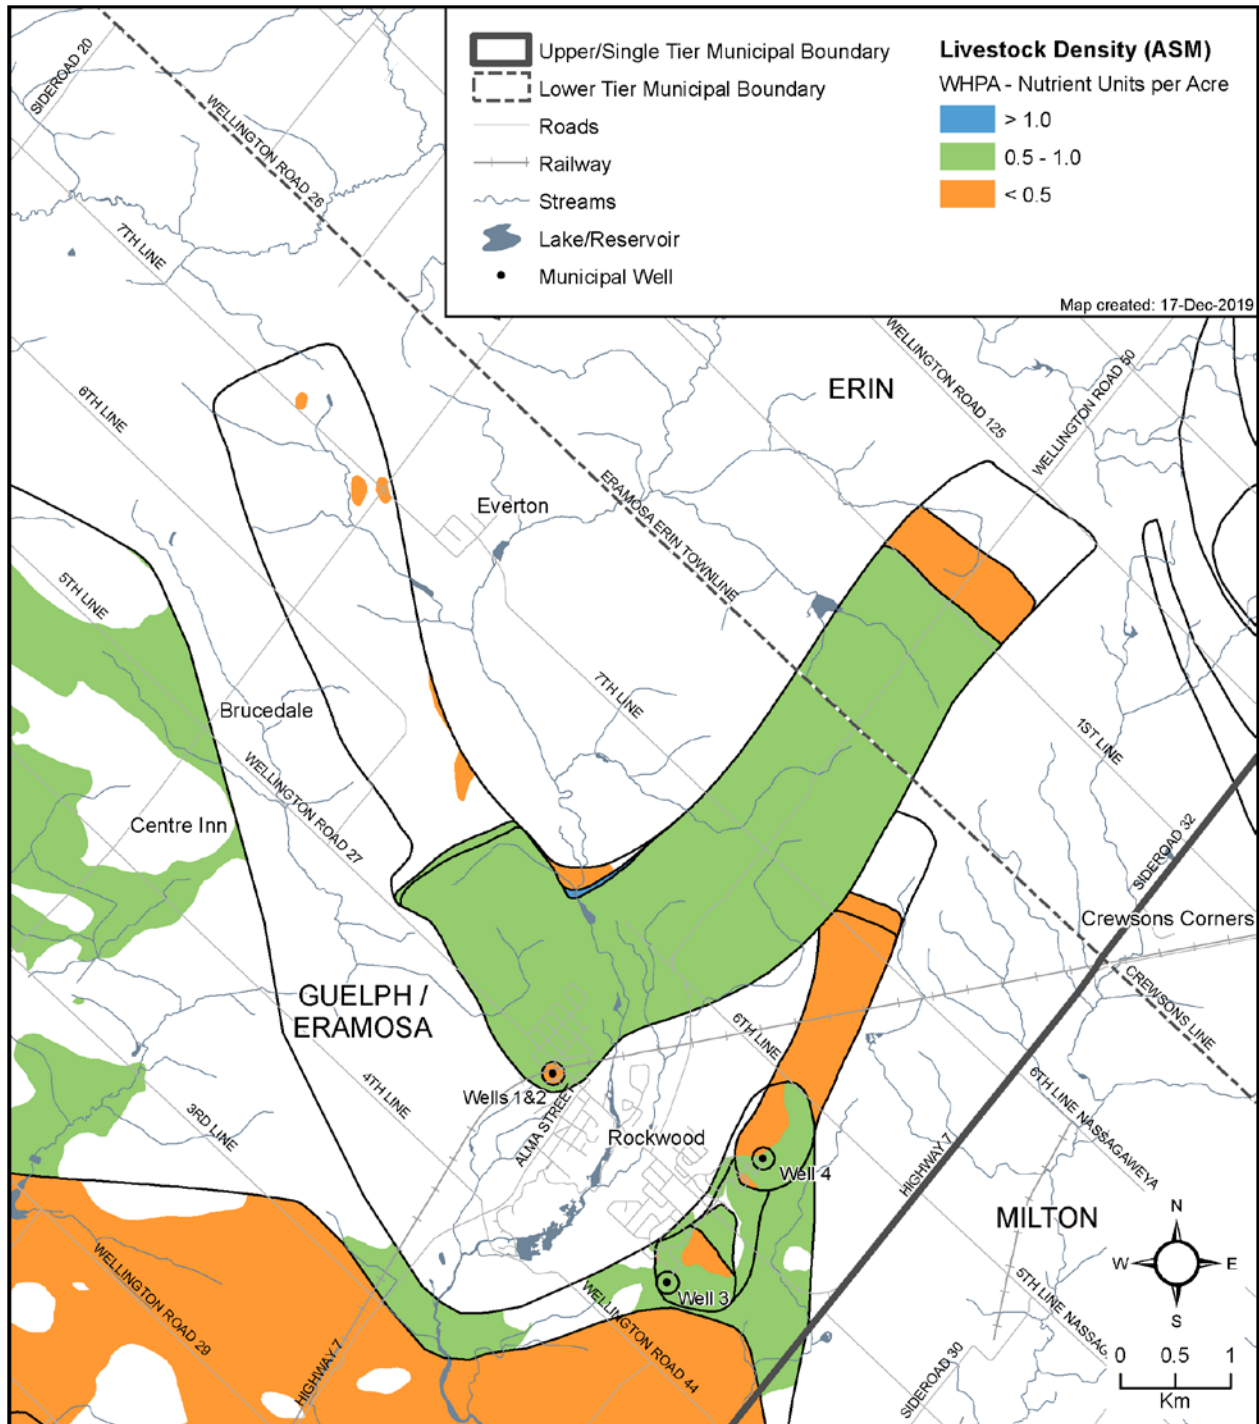 Upper/Single Tier Municipal Boundary
Lower Tier Municipal Boundary
Roads
Railway
Streams
Lake/Reservoir
Municipal Well
Livestock Density (ASM)
WHPA - Nutrient Units per Acre
> 1.0
0.5 - 1.0
< 0.5
Map created: 17-Dec-2019
SIDEROAD 20
WELLINGTON ROAD 26
7TH LINE
6TH LINE
5TH LINE
WELLINGTON ROAD 125
WELLINGTON ROAD 50
ERIN
Everton
ERAMOSA ERIN TOWNLINE
7TH LINE
1ST LINE
Brucedale
WELLINGTON ROAD 27
Centre Inn
SIDEROAD 32
Crewsons Corners
CREWSONS LINE
GUELPH /
ERAMOSA
6TH LINE
4TH LINE
3RD LINE
Wells 1&2
ALMA STREET
Rockwood
Well 4
Well 3
HIGHWAY 7
6TH LINE NASSAGAWEYA
MILTON
5TH LINE NASSAG
WELLINGTON ROAD 29
HIGHWAY 7
WELLINGTON ROAD 44
SIDEROAD 30
N
W
E
S
0 0.5 1
Km